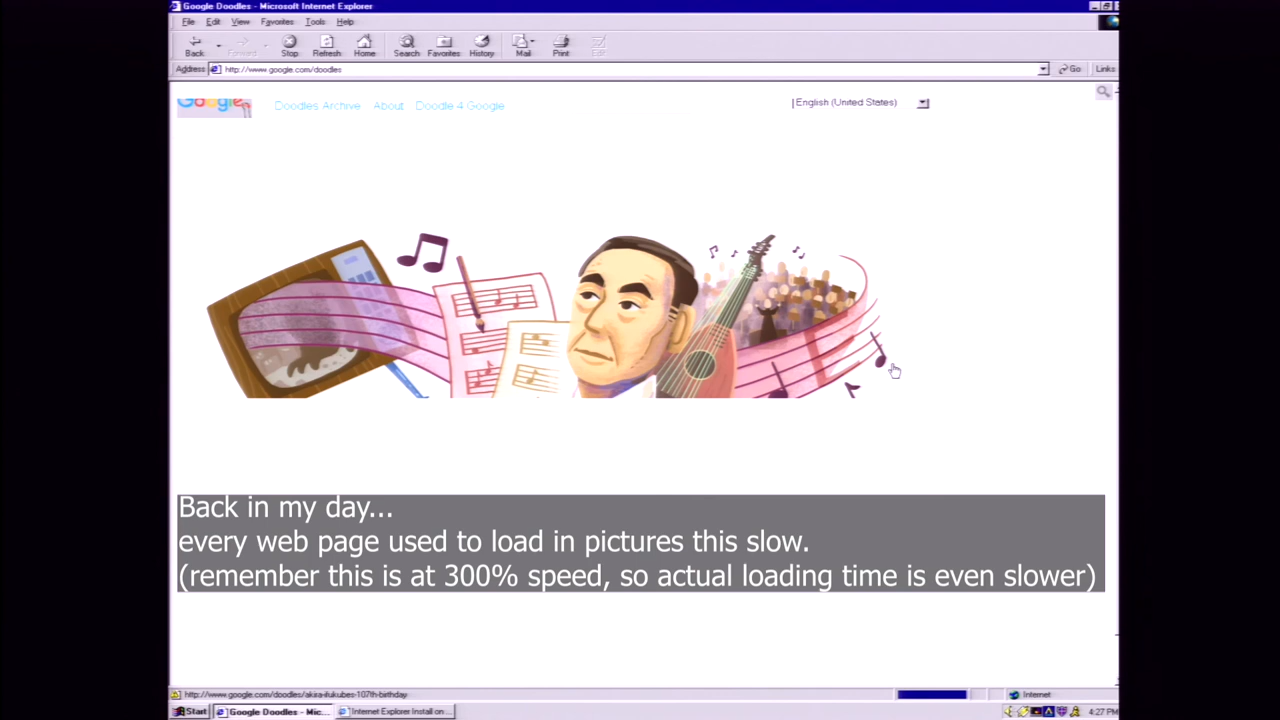 Google Doodles - Microsoft Internet Explorer
File Edit View Favorites Tools Help
Back Forward Stop Refresh Home Search Favorites History Mail Print Edit
Address http://www.google.com/doodles Go Links
Google Doodles Archive About Doodle 4 Google English (United States)
Back in my day...
every web page used to load in pictures this slow.
(remember this is at 300% speed, so actual loading time is even slower)
http://www.google.com/doodles/akira-ifukubes-107th-birthday Internet
Start Google Doodles - Mic... Internet Explorer Install on ... 4:27 PM